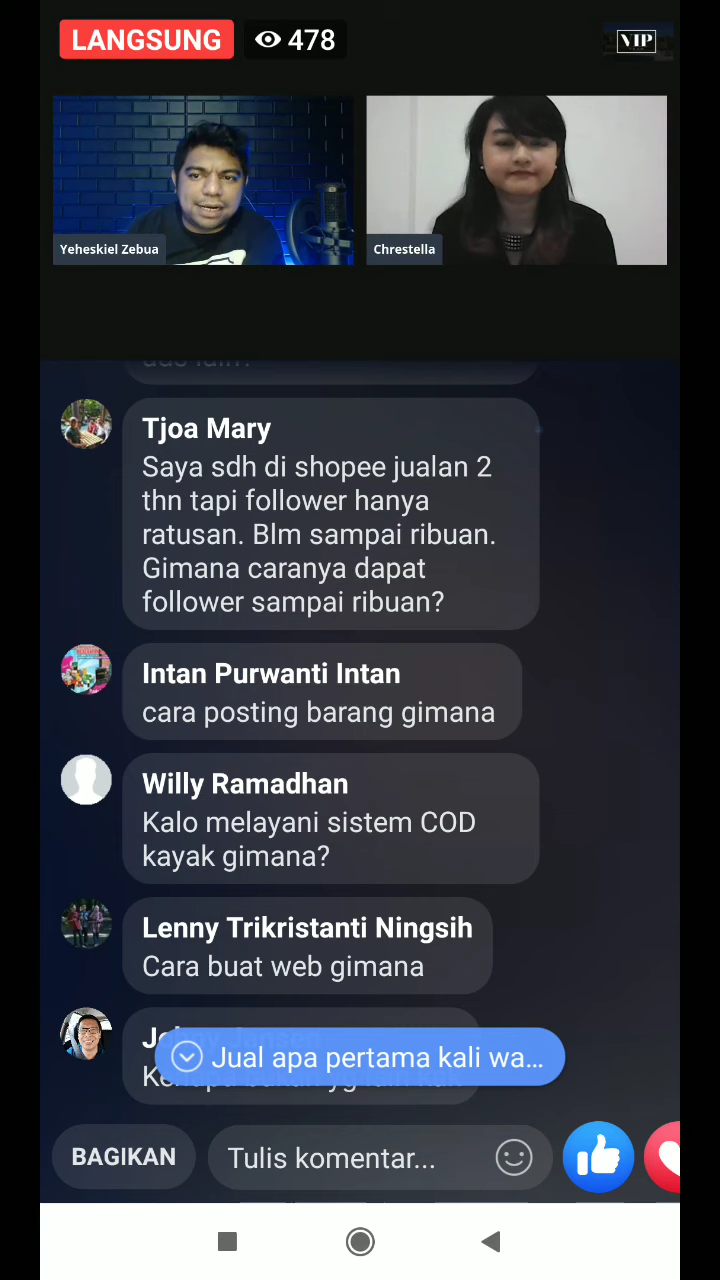 LANGSUNG
478
VIP
Yeheskiel Zebua
Chrestella
Tjoa Mary
Saya sdh di shopee jualan 2
thn tapi follower hanya
ratusan. Blm sampai ribuan.
Gimana caranya dapat
follower sampai ribuan?
Intan Purwanti Intan
cara posting barang gimana
Willy Ramadhan
Kalo melayani sistem COD
kayak gimana?
Lenny Trikristanti Ningsih
Cara buat web gimana
Jual apa pertama kali wa...
BAGIKAN
Tulis komentar...